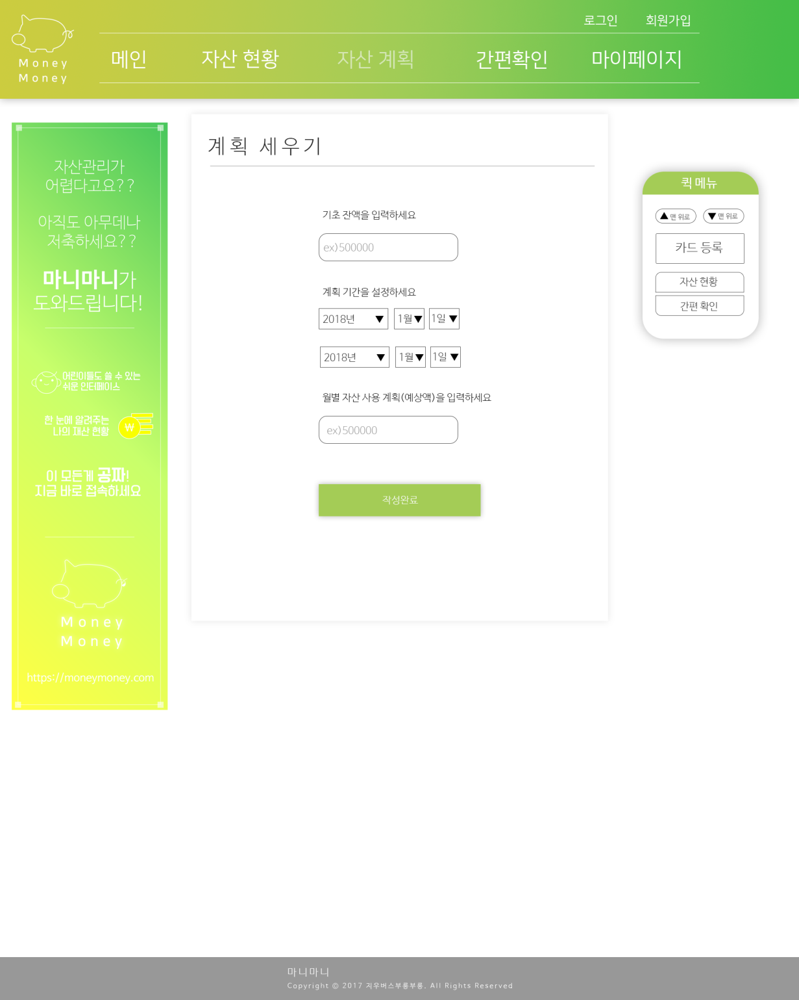 로그인 회원가입
Money
Money
메인 자산 현황 자산 계획 간편확인 마이페이지
자산관리가
어렵다고요??
아직도 아무데나
저축하세요??
마니마니가
도와드립니다!
어린이들도 쓸 수 있는
쉬운 인터페이스
한 눈에 알려주는
나의 재산 현황
₩
이 모든게 공짜!
지금 바로 접속하세요
Money
Money
https://moneymoney.com
계획 세우기
기초 잔액을 입력하세요
ex)500000
계획 기간을 설정하세요
2018년 ▼ 1월 ▼ 1일 ▼
2018년 ▼ 1월 ▼ 1일 ▼
월별 자산 사용 계획(예상액)을 입력하세요
ex)500000
작성완료
퀵 메뉴
▲ 맨 위로 ▼ 맨 위로
카드 등록
자산 현황
간편 확인
마니마니
Copyright © 2017 지우버스부릉부릉. All Rights Reserved